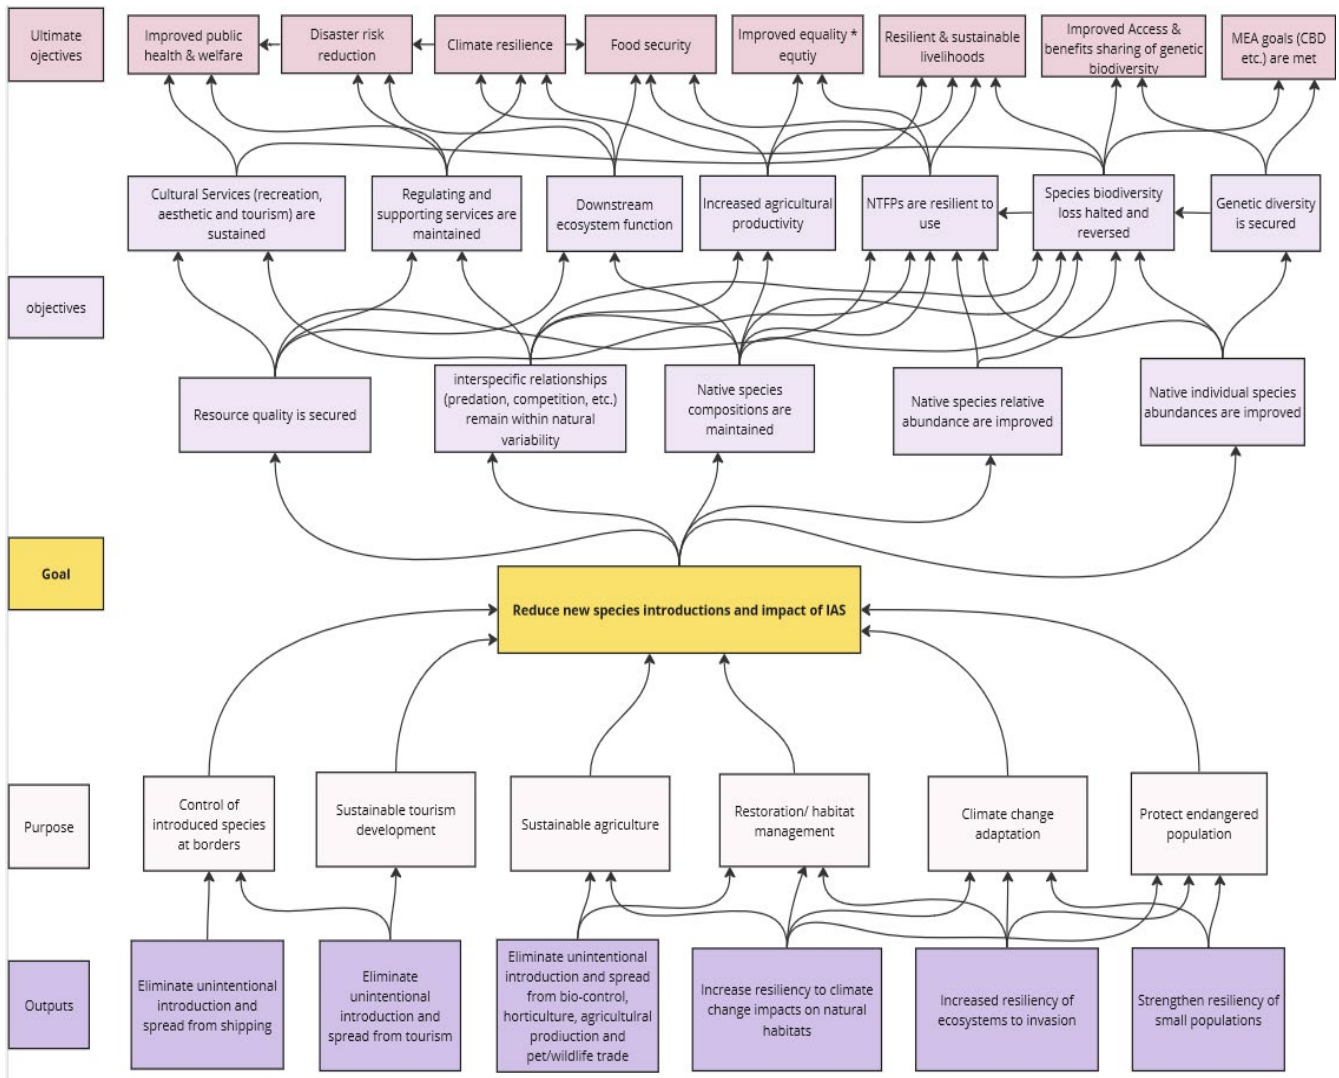 Ultimate
ojectives
Improved public
health & welfare
Disaster risk
reduction
Climate resilience
Food security
Improved equality *
equtiy
Resilient & sustainable
livelihoods
Improved Access &
benefits sharing of genetic
biodiversity
MEA goals (CBD
etc.) are met
Cultural Services (recreation,
aesthetic and tourism) are
sustained
Regulating and
supporting services are
maintained
Downstream
ecosystem function
Increased agricultural
productivity
NTFPs are resilient to
use
Species biodiversity
loss halted and
reversed
Genetic diversity
is secured
objectives
Resource quality is secured
interspecific relationships
(predation, competition, etc.)
remain within natural
variability
Native species
compositions are
maintained
Native species relative
abundance are improved
Native individual species
abundances are improved
Goal
Reduce new species introductions and impact of IAS
Purpose
Control of
introduced species
at borders
Sustainable tourism
development
Sustainable agriculture
Restoration/ habitat
management
Climate change
adaptation
Protect endangered
population
Outputs
Eliminate unintentional
introduction and
spread from shipping
Eliminate
unintentional
introduction and
spread from tourism
Eliminate unintentional
introduction and spread
from bio-control,
horticulture, agricultulral
production and
pet/wildlife trade
Increase resiliency to climate
change impacts on natural
habitats
Increased resiliency of
ecosystems to invasion
Strengthen resiliency of
small populations